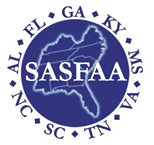 AL ♦ FL ♦ GA ♦ KY ♦ MS ♦ VA ♦ TN ♦ SC ♦ NC ♦
SASFAA